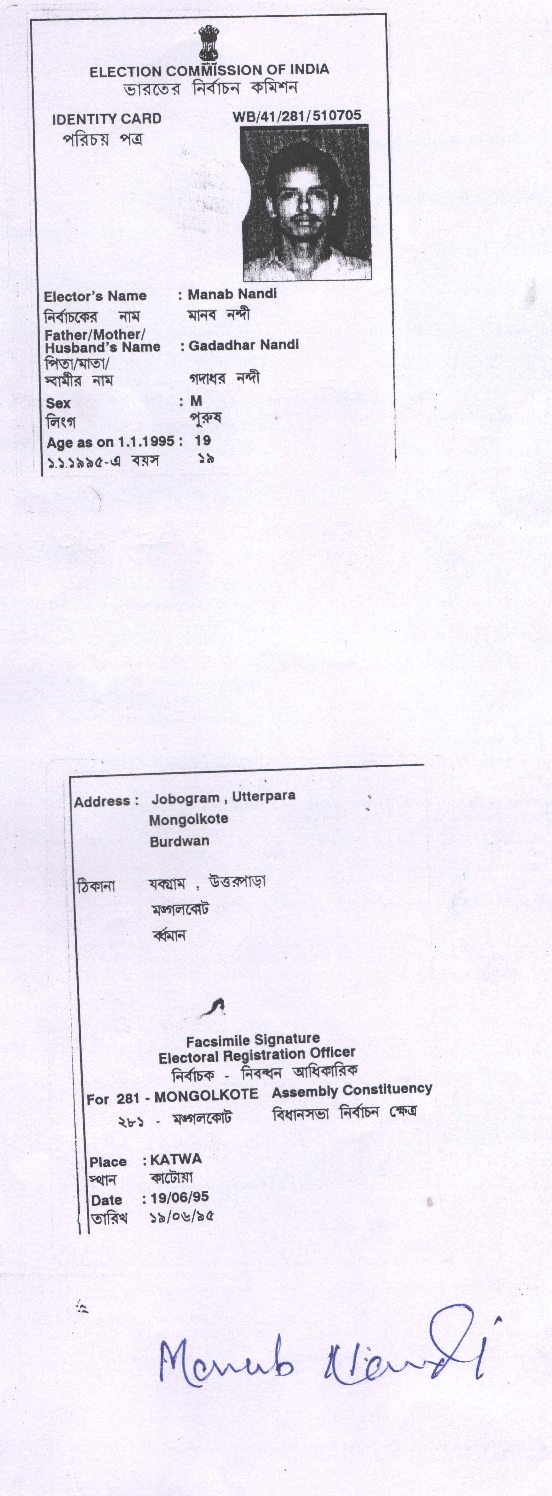 ELECTION COMMISSION OF INDIA
ভারতের নির্বাচন কমিশন
IDENTITY CARD WB/41/281/510705
পরিচয় পত্র
Elector's Name : Manab Nandi
নির্বাচকের নাম মানব নন্দী
Father/Mother/
Husband's Name : Gadadhar Nandi
পিতা/মাতা/
স্বামীর নাম গদাধর নন্দী
Sex : M
লিংগ পুরুষ
Age as on 1.1.1995 : 19
১.১.১৯৯৫-এ বয়স ১৯
Address : Jobogram , Utterpara
Mongolkote
Burdwan
ঠিকানা যবগ্রাম , উত্তরপাড়া
মঙ্গলকোট
বর্ধমান
Facsimile Signature
Electoral Registration Officer
নির্বাচক - নিবন্ধন আধিকারিক
For 281 - MONGOLKOTE Assembly Constituency
২৮১ - মঙ্গলকোট বিধানসভা নির্বাচন ক্ষেত্র
Place : KATWA
স্থান কাটোয়া
Date : 19/06/95
তারিখ ১৯/০৬/৯৫
Manab Nandi